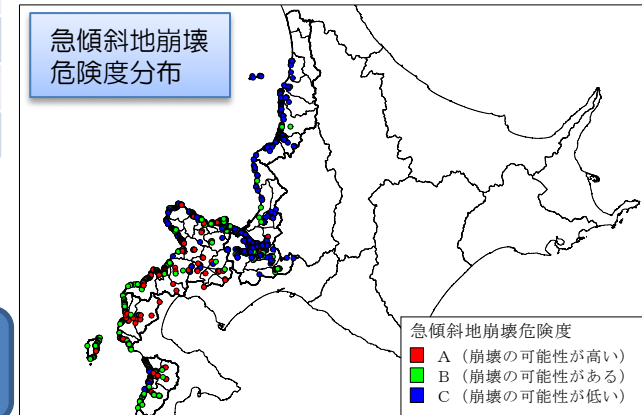 急傾斜地崩壊
危険度分布
急傾斜地崩壊危険度
A（崩壊の可能性が高い）
B（崩壊の可能性がある）
C（崩壊の可能性が低い）